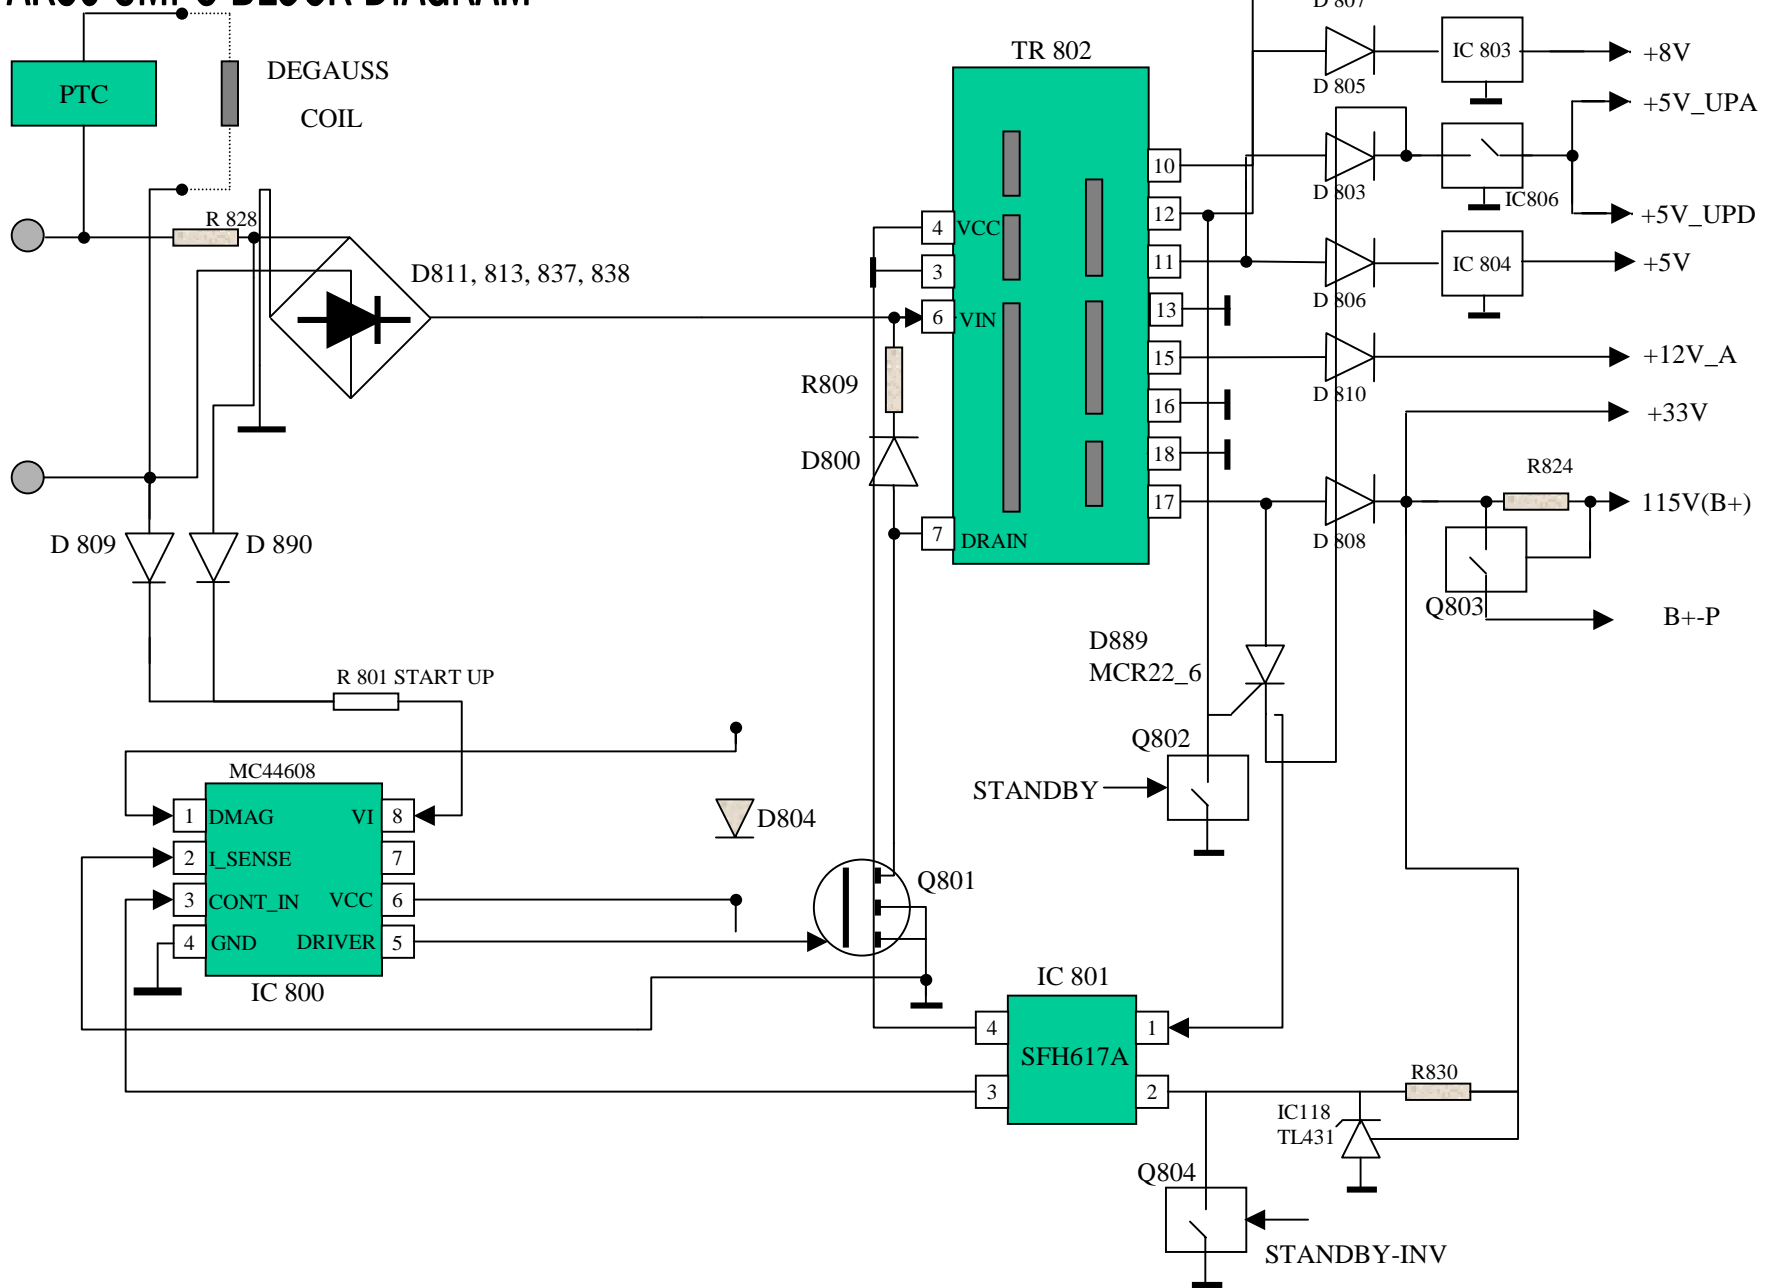 AK36 SMPS BLOCK DIAGRAM
D 807
TR 802
IC 803
+8V
DEGAUSS
COIL
PTC
D 805
+5V_UPA
10
D 803
IC806
12
+5V_UPD
R 828
4
VCC
3
11
IC 804
+5V
D811, 813, 837, 838
D 806
6
VIN
13
15
+12V_A
R809
D 810
16
+33V
D800
18
R824
17
115V(B+)
D 809
D 890
7
DRAIN
D 808
Q803
B+-P
D889
MCR22_6
R 801 START UP
Q802
STANDBY
MC44608
1
DMAG
VI
8
D804
2
I_SENSE
7
3
CONT_IN
VCC
6
Q801
4
GND
DRIVER
5
IC 800
IC 801
4
1
SFH617A
3
2
R830
IC118
TL431
Q804
STANDBY-INV